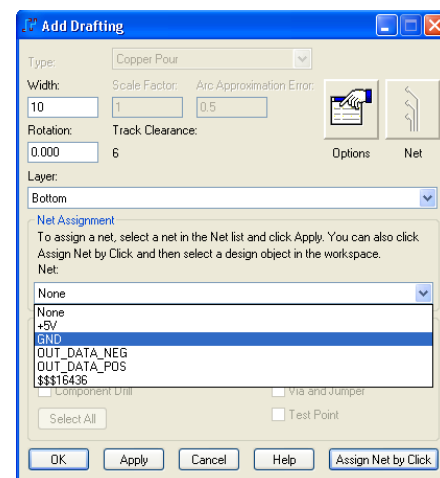 Add Drafting
Type:
Copper Pour
Width:
Scale Factor:
Arc Approximation Error:
10
1
0.5
Rotation:
Track Clearance:
0.000
6
Options
Net
Layer:
Bottom
Net Assignment
To assign a net, select a net in the Net list and click Apply. You can also click
Assign Net by Click and then select a design object in the workspace.
Net:
None
None
+5V
GND
OUT_DATA_NEG
OUT_DATA_POS
$$$16436
Component Drill
Via and Jumper
Select All
Test Point
OK
Apply
Cancel
Help
Assign Net by Click